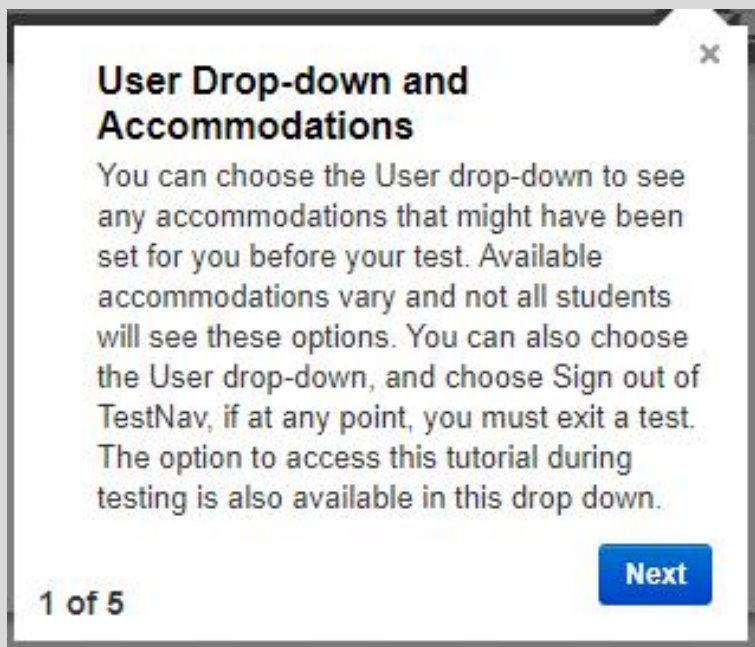 User Drop-down and
Accommodations
You can choose the User drop-down to see
any accommodations that might have been
set for you before your test. Available
accommodations vary and not all students
will see these options. You can also choose
the User drop-down, and choose Sign out of
TestNav, if at any point, you must exit a test.
The option to access this tutorial during
testing is also available in this drop down.
Next
1 of 5